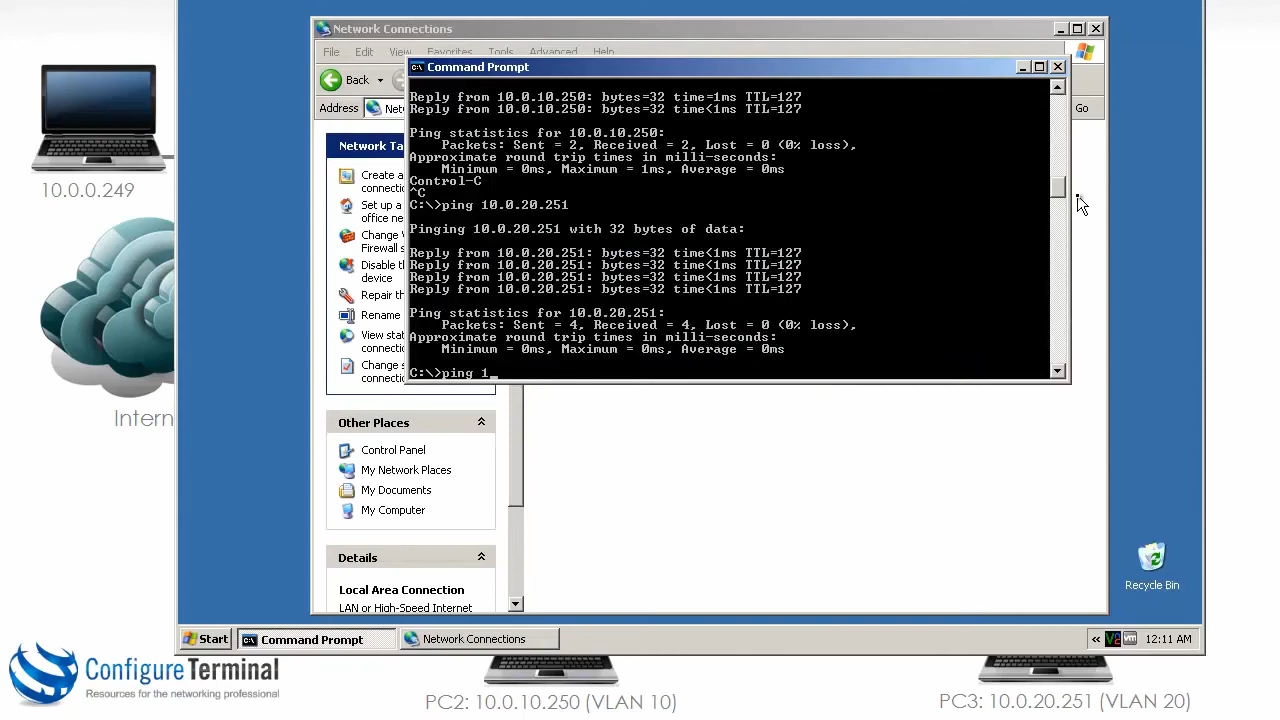 Network Connections
File Edit View Favorites Tools Advanced Help
Back
Address Net Go
Command Prompt
Reply from 10.0.10.250: bytes=32 time=1ms TTL=127
Reply from 10.0.10.250: bytes=32 time<1ms TTL=127
Ping statistics for 10.0.10.250:
Packets: Sent = 2, Received = 2, Lost = 0 (0% loss),
Approximate round trip times in milli-seconds:
Minimum = 0ms, Maximum = 1ms, Average = 0ms
Control-C
^C
C:\>ping 10.0.20.251
Pinging 10.0.20.251 with 32 bytes of data:
Reply from 10.0.20.251: bytes=32 time<1ms TTL=127
Reply from 10.0.20.251: bytes=32 time<1ms TTL=127
Reply from 10.0.20.251: bytes=32 time<1ms TTL=127
Reply from 10.0.20.251: bytes=32 time<1ms TTL=127
Ping statistics for 10.0.20.251:
Packets: Sent = 4, Received = 4, Lost = 0 (0% loss),
Approximate round trip times in milli-seconds:
Minimum = 0ms, Maximum = 0ms, Average = 0ms
C:\>ping 1_
Network Ta
Create a
connectio
Set up a
office ne
Change
Firewall s
Disable th
device
Repair th
Rename
View stat
connectio
Change s
connectio
Other Places
Control Panel
My Network Places
My Documents
My Computer
Details
Local Area Connection
LAN or High-Speed Internet
Recycle Bin
Start Command Prompt Network Connections « V2 vm 12:11 AM
10.0.0.249
Intern
ConfigureTerminal
Resources for the networking professional
PC2: 10.0.10.250 (VLAN 10)
PC3: 10.0.20.251 (VLAN 20)